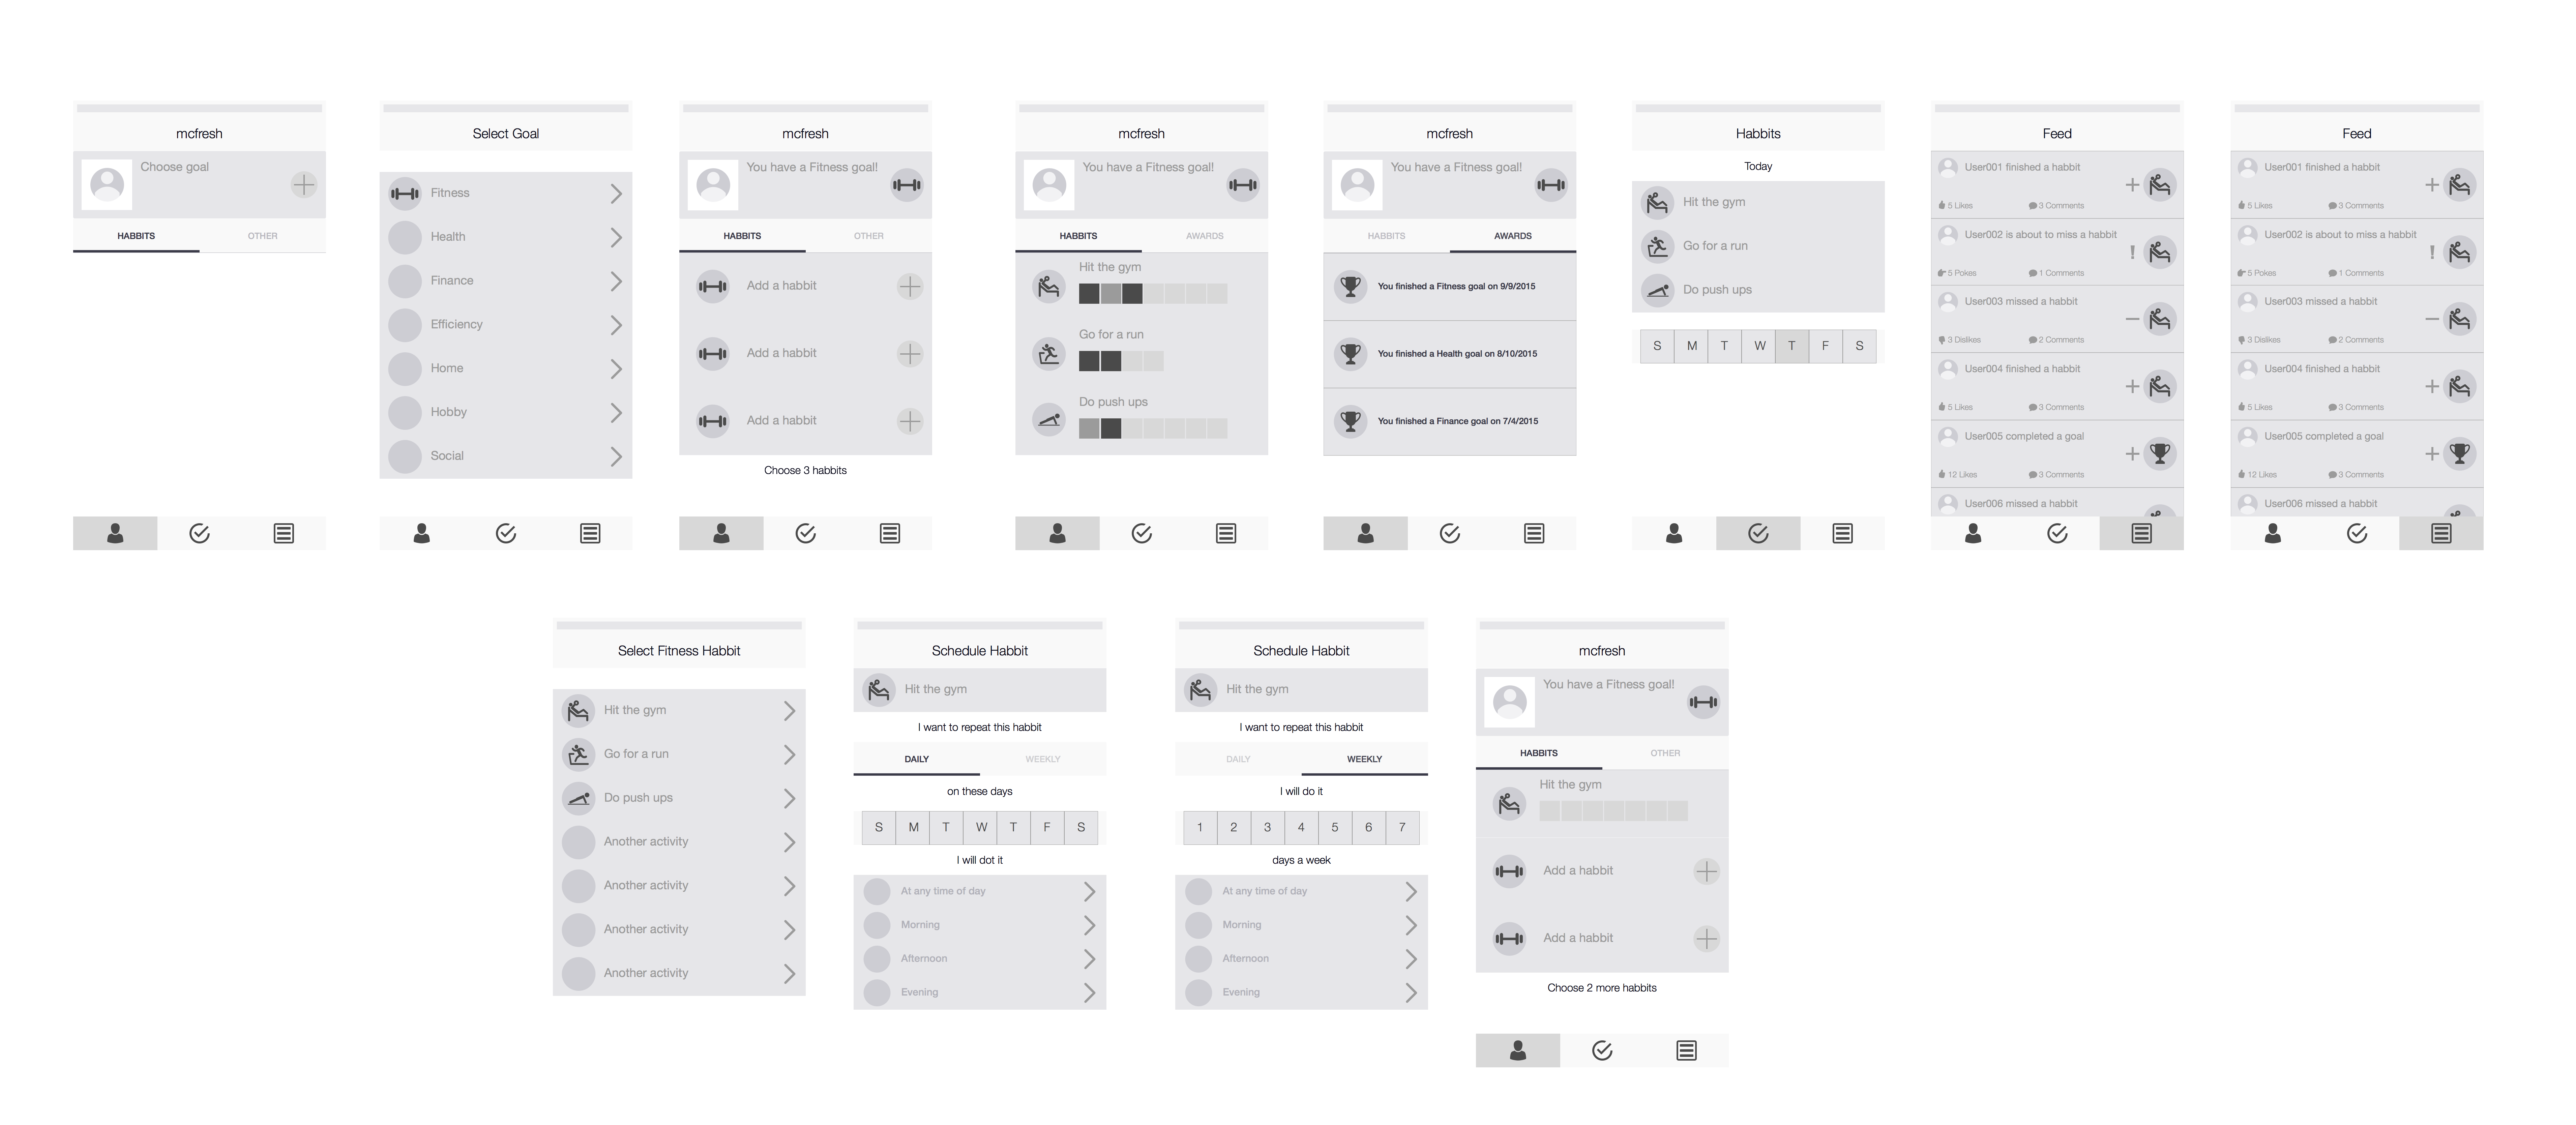 mcfresh
Choose goal
HABBITS OTHER
Select Goal
Fitness
Health
Finance
Efficiency
Home
Hobby
Social
mcfresh
You have a Fitness goal!
HABBITS OTHER
Add a habbit
Add a habbit
Add a habbit
Choose 3 habbits
mcfresh
You have a Fitness goal!
HABBITS AWARDS
Hit the gym
Go for a run
Do push ups
mcfresh
You have a Fitness goal!
HABBITS AWARDS
You finished a Fitness goal on 9/9/2015
You finished a Health goal on 8/10/2015
You finished a Finance goal on 7/4/2015
Habbits
Today
Hit the gym
Go for a run
Do push ups
S M T W T F S
Feed
User001 finished a habbit
5 Likes 3 Comments
User002 is about to miss a habbit
5 Pokes 1 Comments
User003 missed a habbit
3 Dislikes 2 Comments
User004 finished a habbit
5 Likes 3 Comments
User005 completed a goal
12 Likes 3 Comments
User006 missed a habbit
Feed
User001 finished a habbit
5 Likes 3 Comments
User002 is about to miss a habbit
5 Pokes 1 Comments
User003 missed a habbit
3 Dislikes 2 Comments
User004 finished a habbit
5 Likes 3 Comments
User005 completed a goal
12 Likes 3 Comments
User006 missed a habbit
Select Fitness Habbit
Hit the gym
Go for a run
Do push ups
Another activity
Another activity
Another activity
Another activity
Schedule Habbit
Hit the gym
I want to repeat this habbit
DAILY WEEKLY
on these days
S M T W T F S
I will dot it
At any time of day
Morning
Afternoon
Evening
Schedule Habbit
Hit the gym
I want to repeat this habbit
DAILY WEEKLY
I will do it
1 2 3 4 5 6 7
days a week
At any time of day
Morning
Afternoon
Evening
mcfresh
You have a Fitness goal!
HABBITS OTHER
Hit the gym
Add a habbit
Add a habbit
Choose 2 more habbits